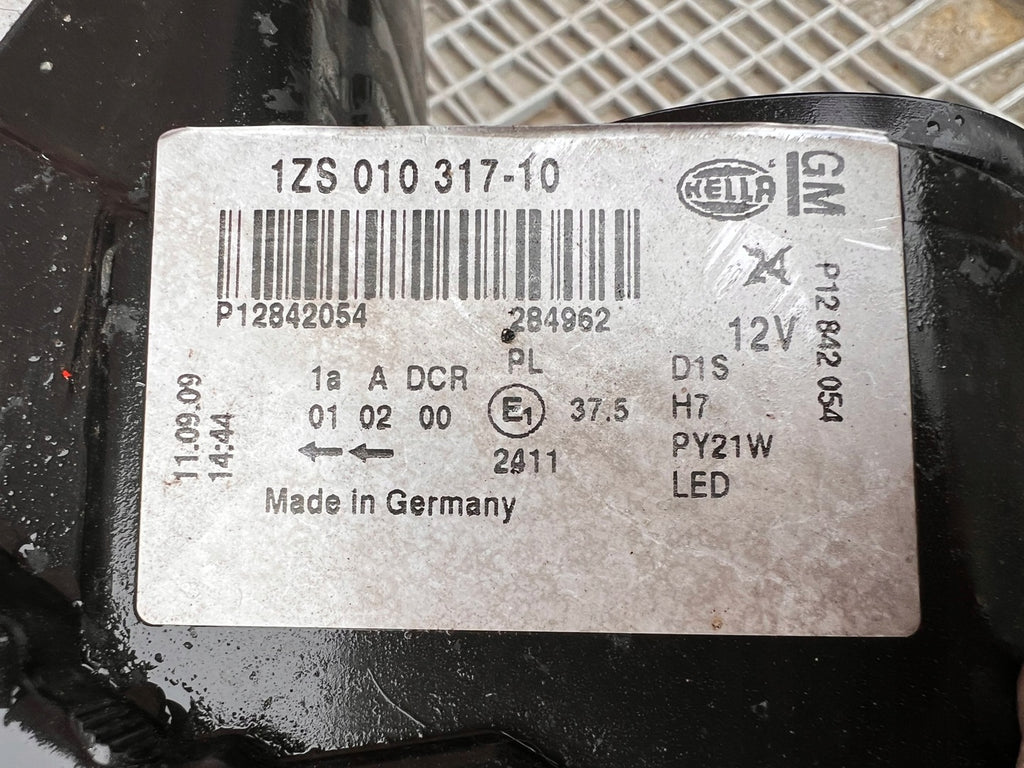 1ZS 010 317-10
HELLA
GM
P12842054
284962
12V
P12 842 054
PL
1a A DCR
D1S
01 02 00
E1
37.5
H7
2411
PY21W
LED
Made in Germany
11.09.09
14:44